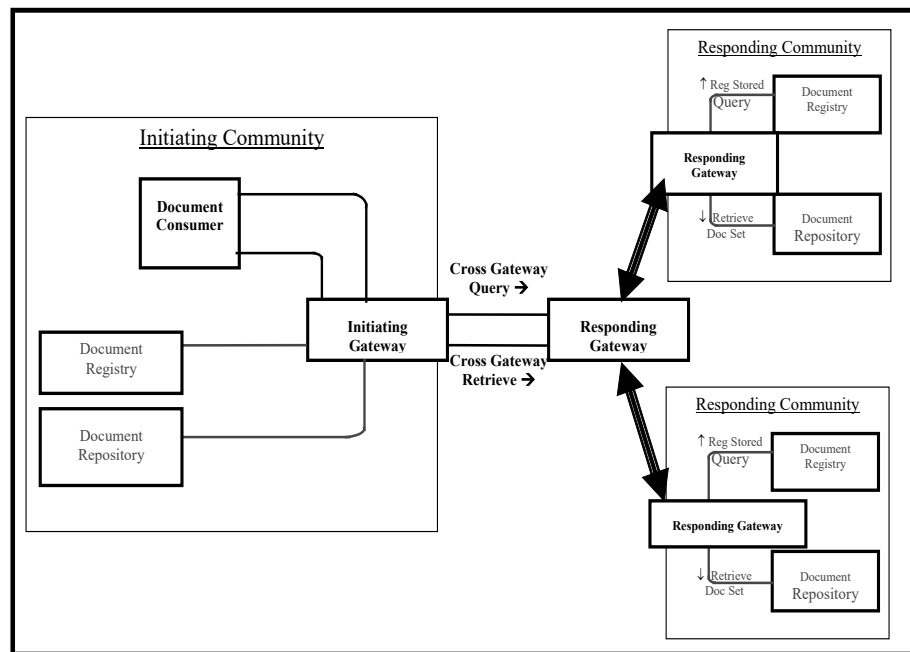 Initiating Community
Document
Consumer
Initiating
Gateway
Document
Registry
Document
Repository
Cross Gateway
Query →
Cross Gateway
Retrieve →
Responding
Gateway
Responding Community
↑ Reg Stored
Query
Document
Registry
Responding
Gateway
↓ Retrieve
Doc Set
Document
Repository
Responding Community
↑ Reg Stored
Query
Document
Registry
Responding Gateway
↓ Retrieve
Doc Set
Document
Repository